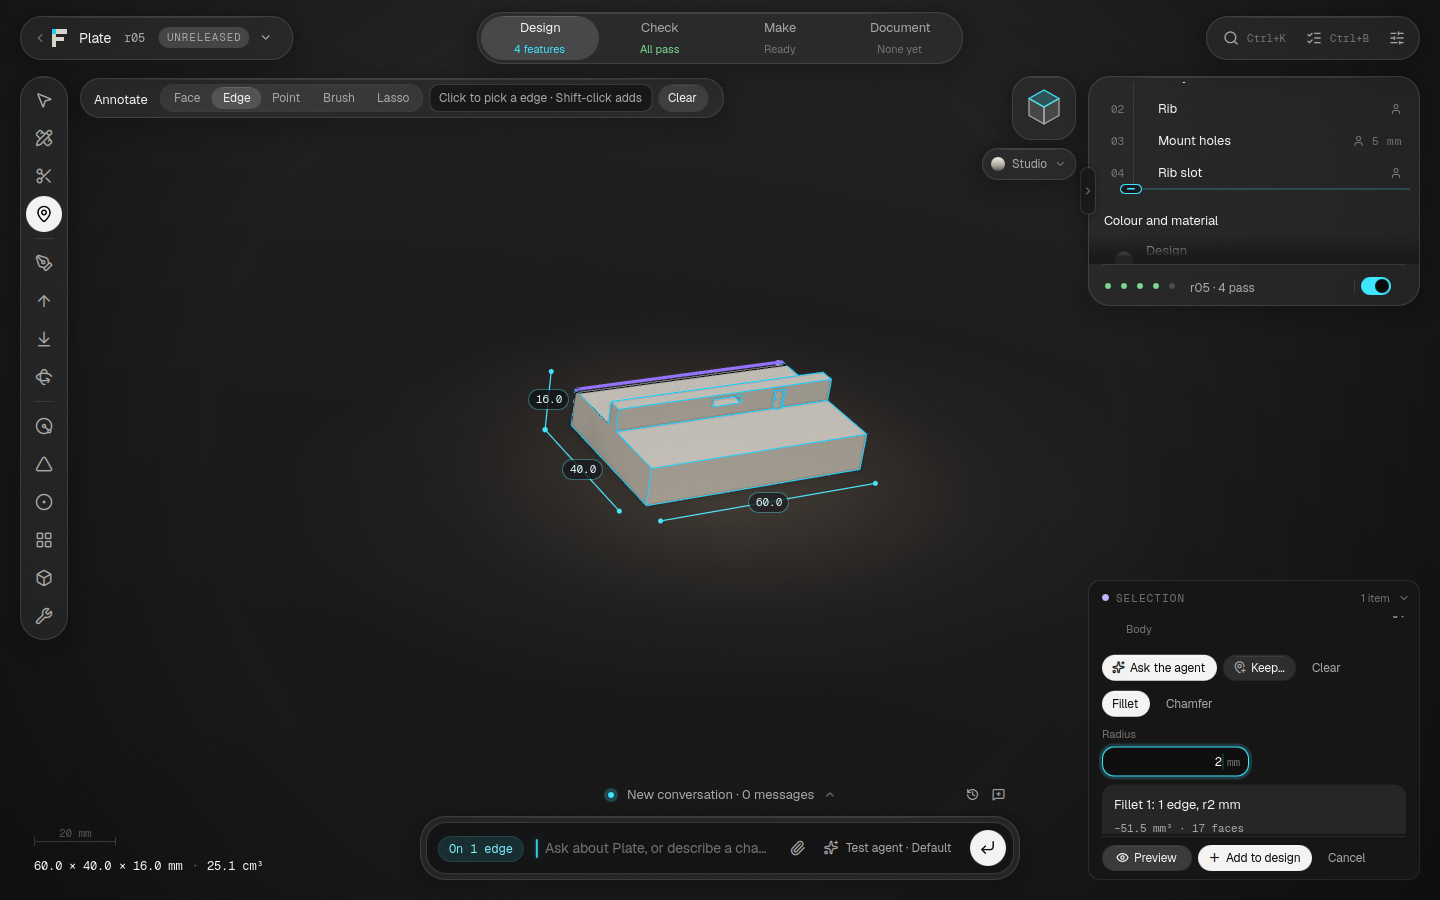 Plate r05 UNRELEASED
Design
4 features
Check
All pass
Make
Ready
Document
None yet
Ctrl+K
Ctrl+B
Annotate
Face
Edge
Point
Brush
Lasso
Click to pick a edge · Shift-click adds
Clear
Studio
02 Rib
03 Mount holes 5 mm
04 Rib slot
Colour and material
Design
r05 · 4 pass
16.0
40.0
60.0
SELECTION 1 item
Body
Ask the agent
Keep…
Clear
Fillet
Chamfer
Radius
2 mm
Fillet 1: 1 edge, r2 mm
−51.5 mm³ · 17 faces
Preview
Add to design
Cancel
New conversation · 0 messages
On 1 edge
Ask about Plate, or describe a cha…
Test agent · Default
20 mm
60.0 × 40.0 × 16.0 mm · 25.1 cm³